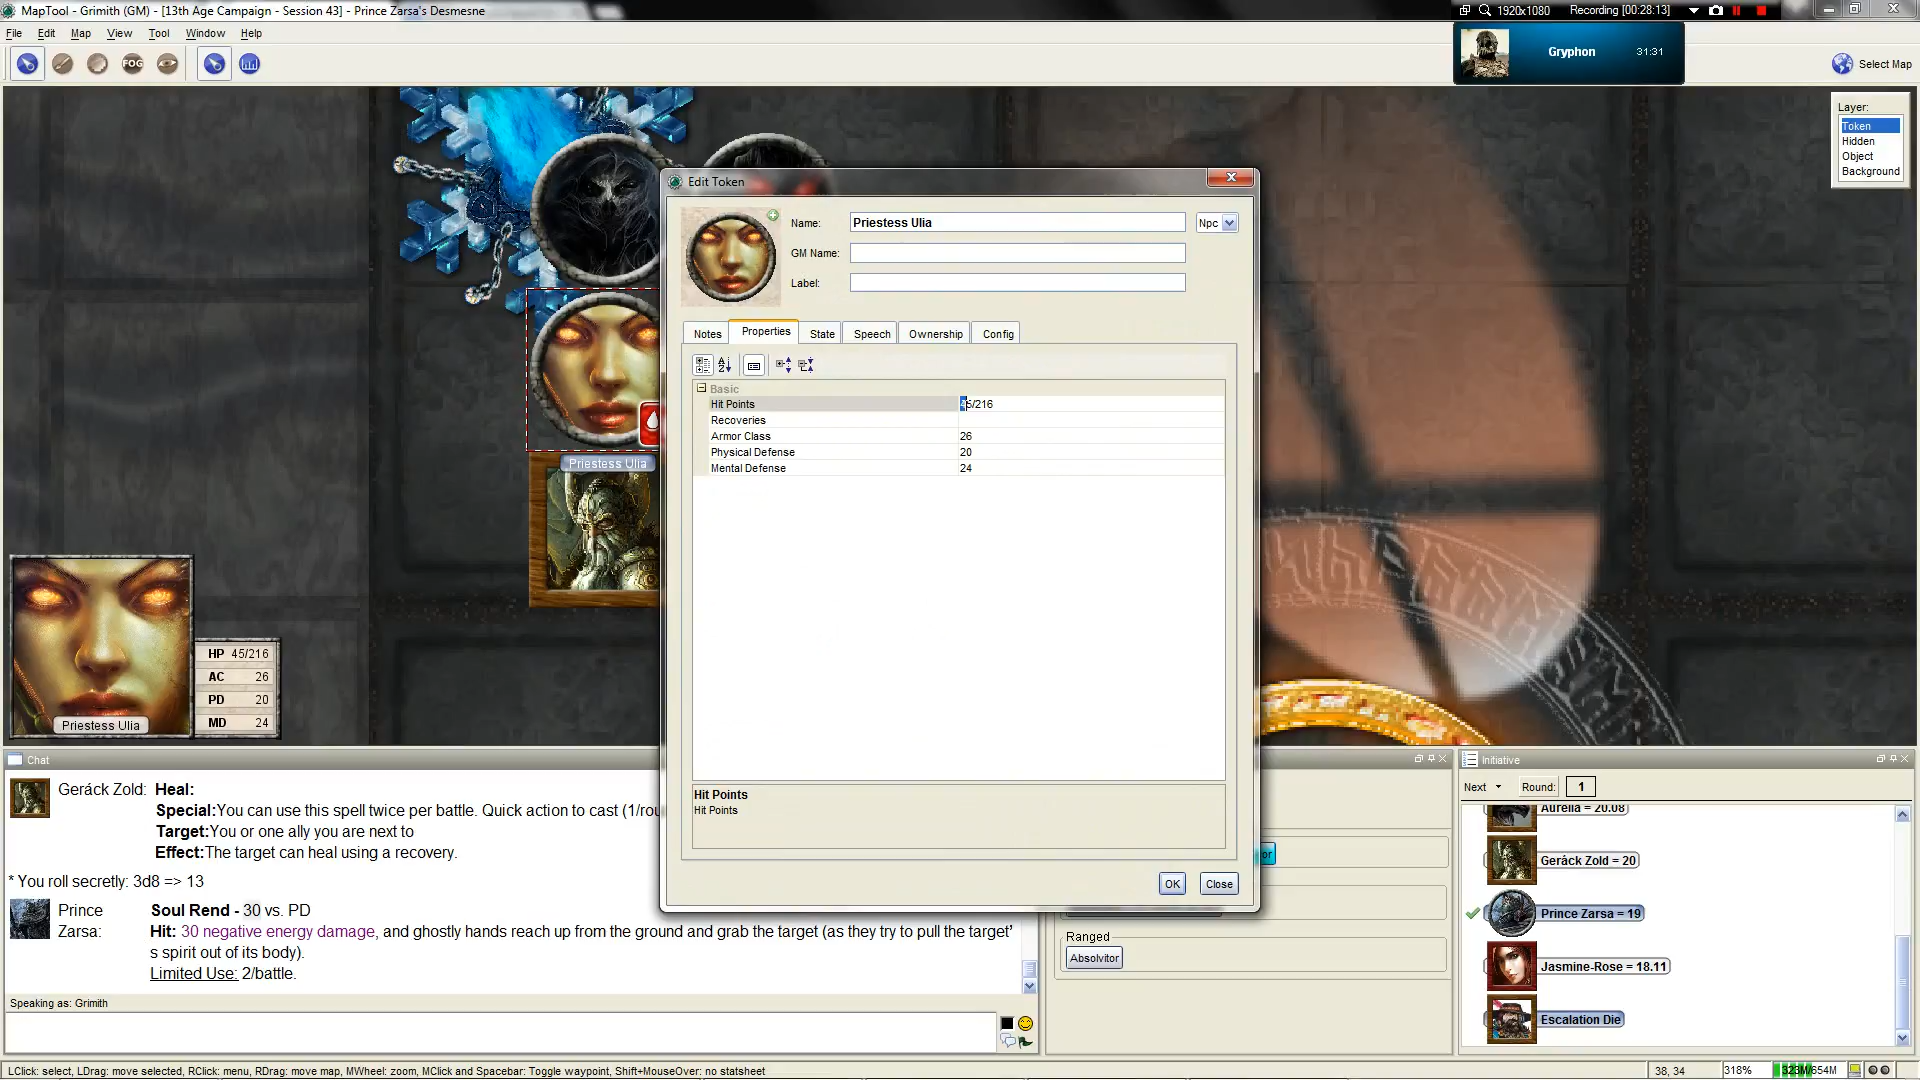 MapTool - Grimith (GM) - [13th Age Campaign - Session 43] - Prince Zarsa's Desmesne
1920x1080
Recording [00:28:13]
File Edit Map View Tool Window Help
Gryphon
31:31
FOG
Select Map
Layer:
Token
Hidden
Object
Background
Edit Token
Name: Priestess Ulia
Npc
GM Name:
Label:
Notes Properties State Speech Ownership Config
Basic
Hit Points 45/216
Recoveries
Armor Class 26
Physical Defense 20
Mental Defense 24
Hit Points
Hit Points
OK Close
Priestess Ulia
HP 45/216
AC 26
PD 20
MD 24
Priestess Ulia
Chat
Geráck Zold: Heal:
Special:You can use this spell twice per battle. Quick action to cast (1/rou
Target:You or one ally you are next to
Effect:The target can heal using a recovery.
* You roll secretly: 3d8 => 13
Prince Zarsa:
Soul Rend - 30 vs. PD
Hit: 30 negative energy damage, and ghostly hands reach up from the ground and grab the target (as they try to pull the target'
s spirit out of its body).
Limited Use: 2/battle.
Speaking as: Grimith
or
Ranged
Absolvitor
Initiative
Next Round: 1
Aurelia = 20.08
Geráck Zold = 20
Prince Zarsa = 19
Jasmine-Rose = 18.11
Escalation Die
LClick: select, LDrag: move selected, RClick: menu, RDrag: move map, MWheel: zoom, MClick and Spacebar: Toggle waypoint, Shift+MouseOver: no statsheet
38, 34
318%
323M/654M